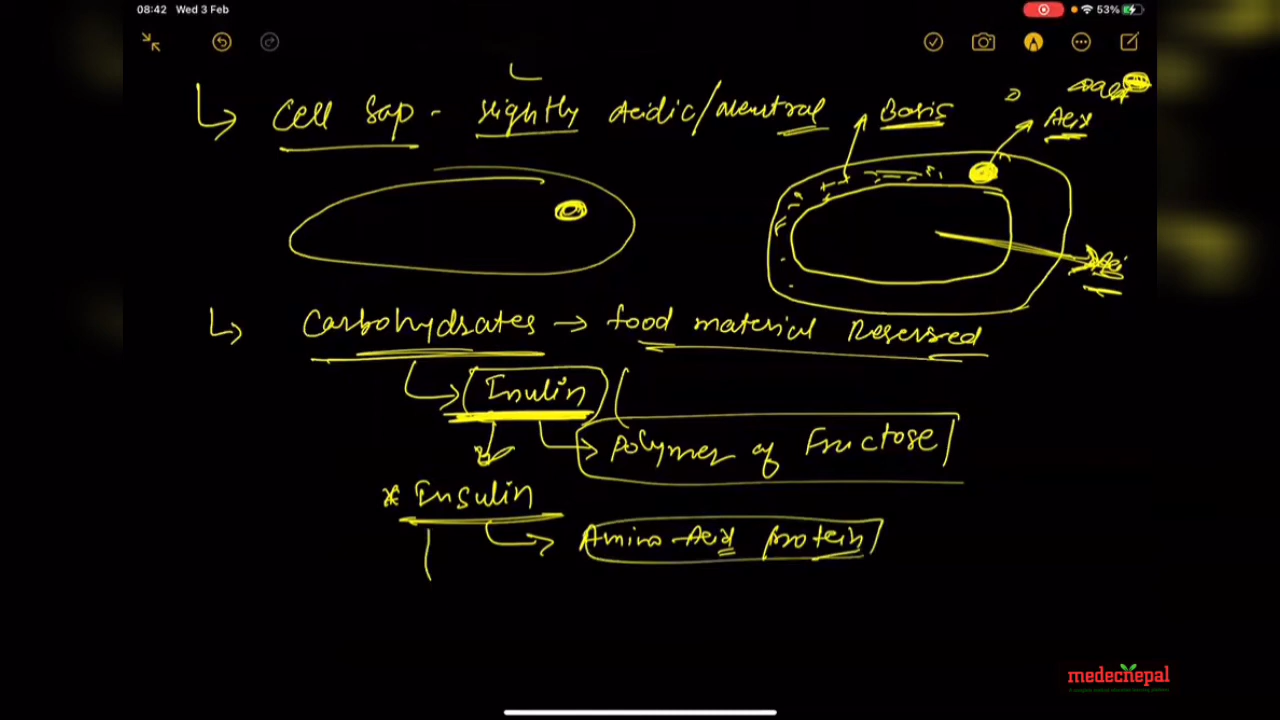 08:42 Wed 3 Feb
53%
Cell Sap - slightly Acidic/Neutral
Basis
Acid
Carbohydrates → food material Reserved
Inulin
Polymer of Fructose
* Insulin
Amino Acid protein
medecnepal